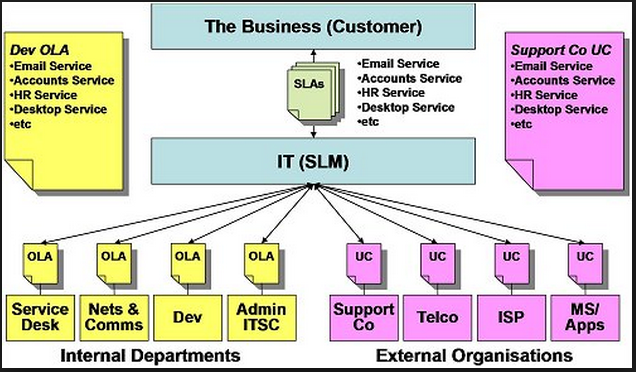 The Business (Customer)
Dev OLA
•Email Service
•Accounts Service
•HR Service
•Desktop Service
•etc
SLAs
•Email Service
•Accounts Service
•HR Service
•Desktop Service
•etc
Support Co UC
•Email Service
•Accounts Service
•HR Service
•Desktop Service
•etc
IT (SLM)
OLA
OLA
OLA
OLA
UC
UC
UC
UC
Service
Desk
Nets &
Comms
Dev
Admin
ITSC
Support
Co
Telco
ISP
MS/
Apps
Internal Departments
External Organisations